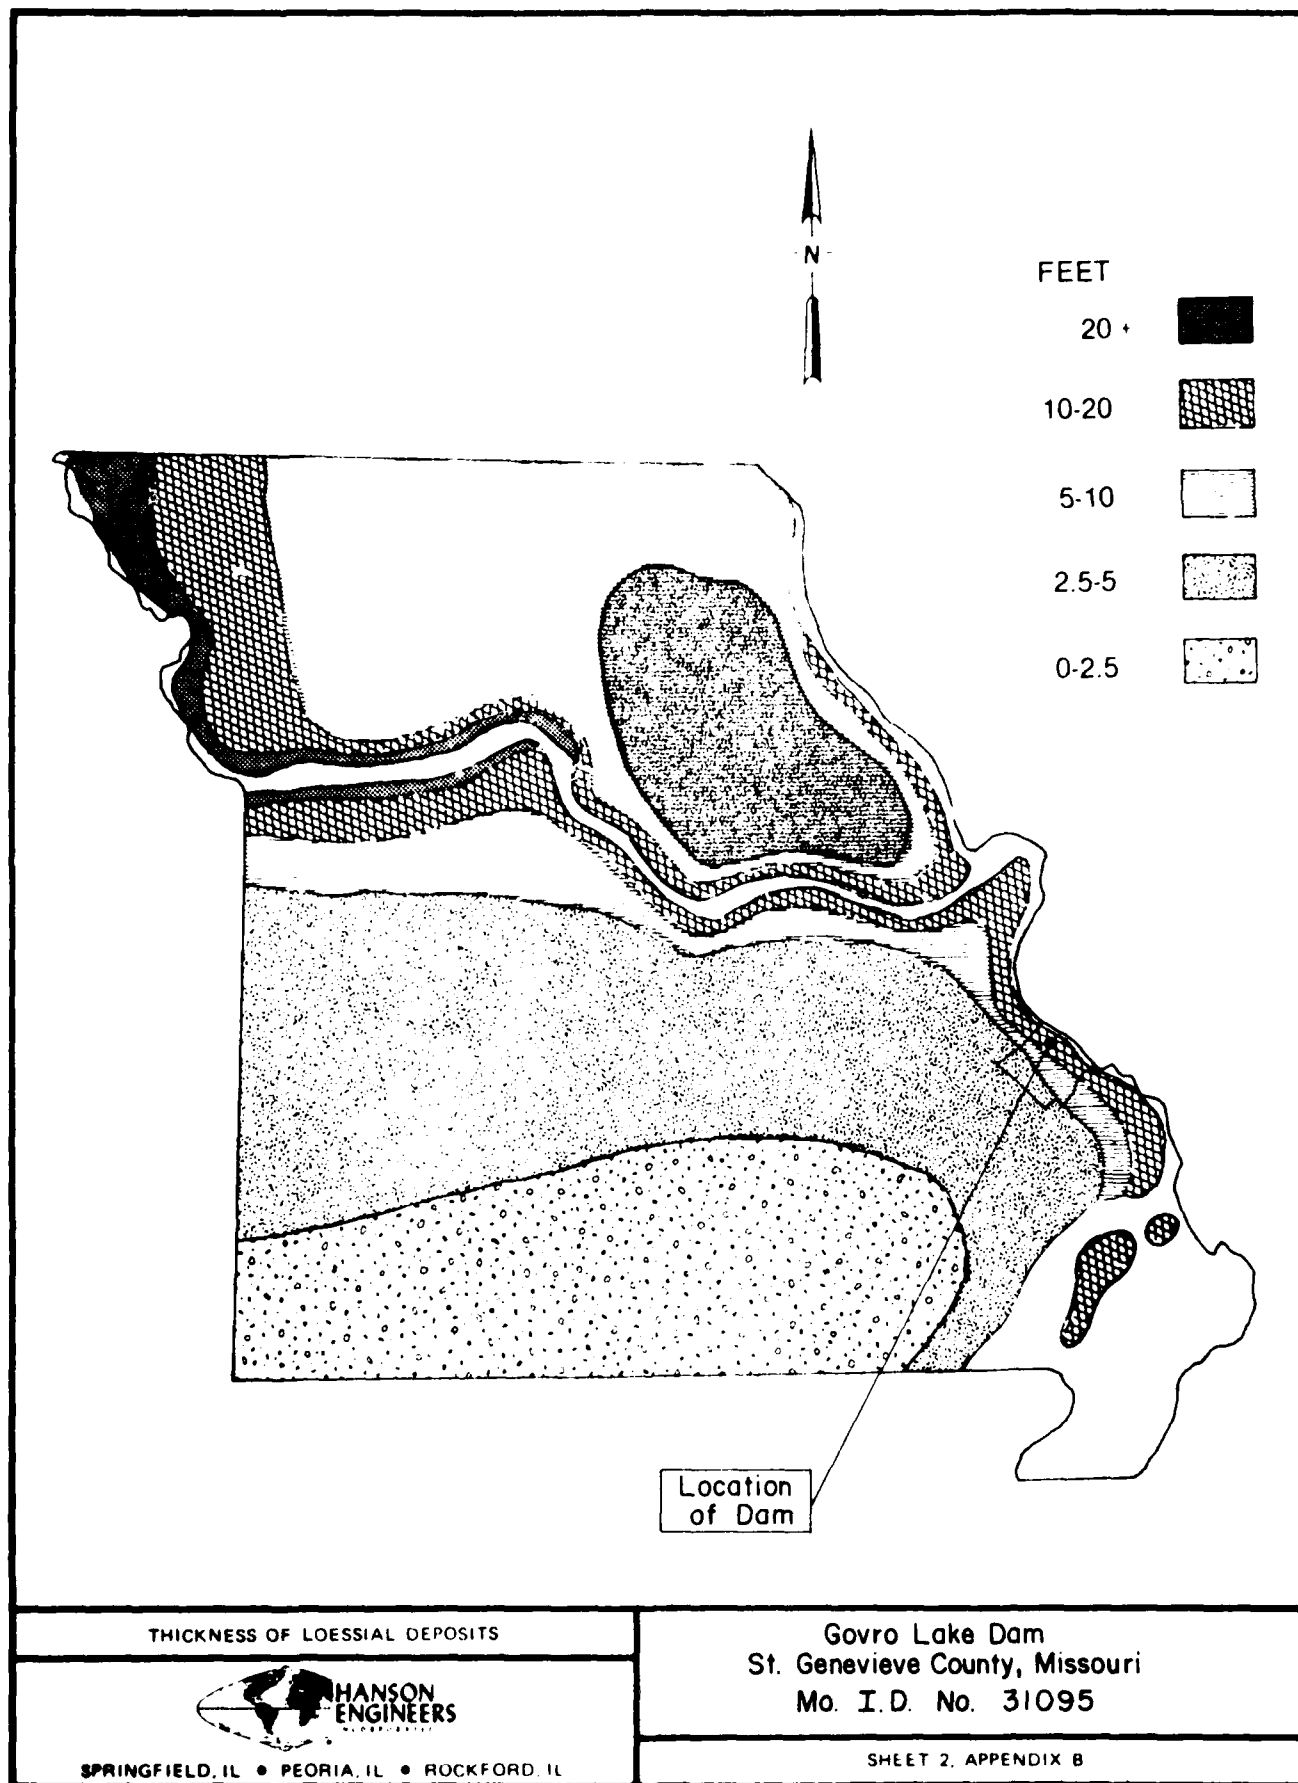 N
FEET
20 +
10-20
5-10
2.5-5
0-2.5
Location
of Dam
THICKNESS OF LOESSIAL DEPOSITS
HANSON
ENGINEERS
INCORPORATED
SPRINGFIELD, IL • PEORIA, IL • ROCKFORD, IL
Govro Lake Dam
St. Genevieve County, Missouri
Mo. I.D. No. 31095
SHEET 2, APPENDIX B